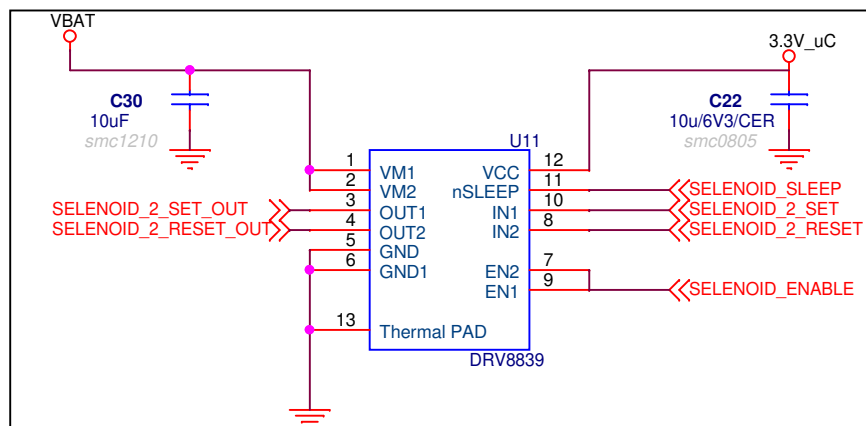 VBAT
3.3V_uC
C30
10uF
smc1210
C22
10u/6V3/CER
smc0805
U11
1 VM1 VCC 12
2 VM2 nSLEEP 11 SELENOID_SLEEP
SELENOID_2_SET_OUT 3 OUT1 IN1 10 SELENOID_2_SET
SELENOID_2_RESET_OUT 4 OUT2 IN2 8 SELENOID_2_RESET
5 GND
6 GND1 EN2 7
EN1 9 SELENOID_ENABLE
13 Thermal PAD
DRV8839